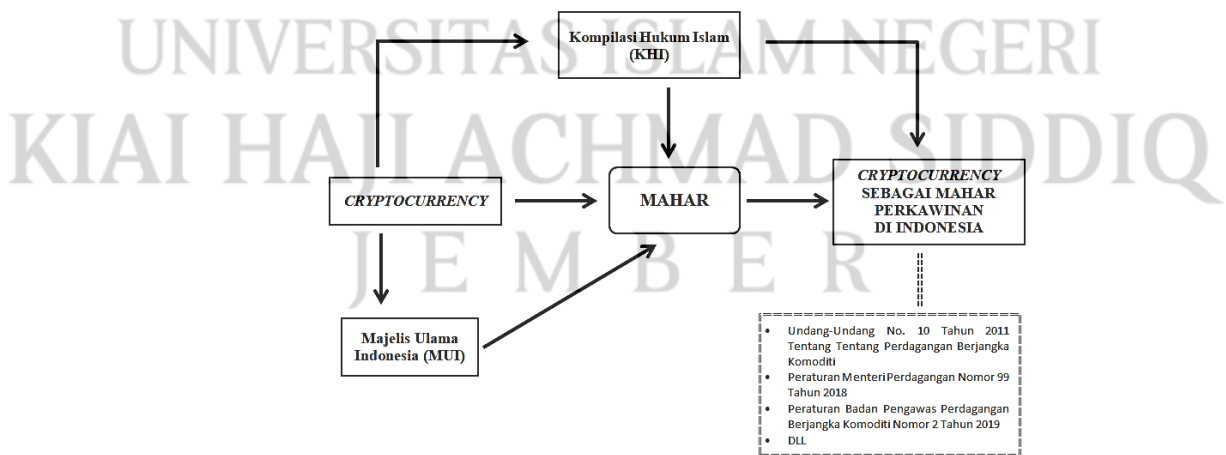 UNIVERSITAS ISLAM NEGERI
KIAI HAJI ACHMAD SIDDIQ
JEMBER
Kompilasi Hukum Islam
(KHI)
CRYPTOCURRENCY
MAHAR
CRYPTOCURRENCY
SEBAGAI MAHAR
PERKAWINAN
DI INDONESIA
Majelis Ulama
Indonesia (MUI)
• Undang-Undang No. 10 Tahun 2011
Tentang Tentang Perdagangan Berjangka
Komoditi
• Peraturan Menteri Perdagangan Nomor 99
Tahun 2018
• Peraturan Badan Pengawas Perdagangan
Berjangka Komoditi Nomor 2 Tahun 2019
• DLL